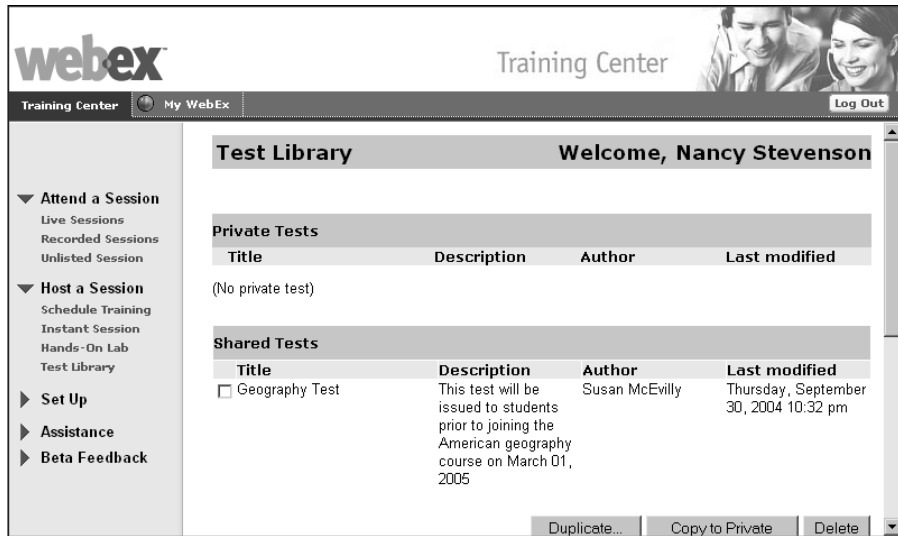 webex
Training Center
Training Center My WebEx Log Out
Test Library Welcome, Nancy Stevenson
Attend a Session
Live Sessions
Recorded Sessions
Unlisted Session
Host a Session
Schedule Training
Instant Session
Hands-On Lab
Test Library
Set Up
Assistance
Beta Feedback
Private Tests
Title Description Author Last modified
(No private test)
Shared Tests
Title Description Author Last modified
Geography Test This test will be Susan McEvilly Thursday, September
issued to students 30, 2004 10:32 pm
prior to joining the
American geography
course on March 01,
2005
Duplicate... Copy to Private Delete